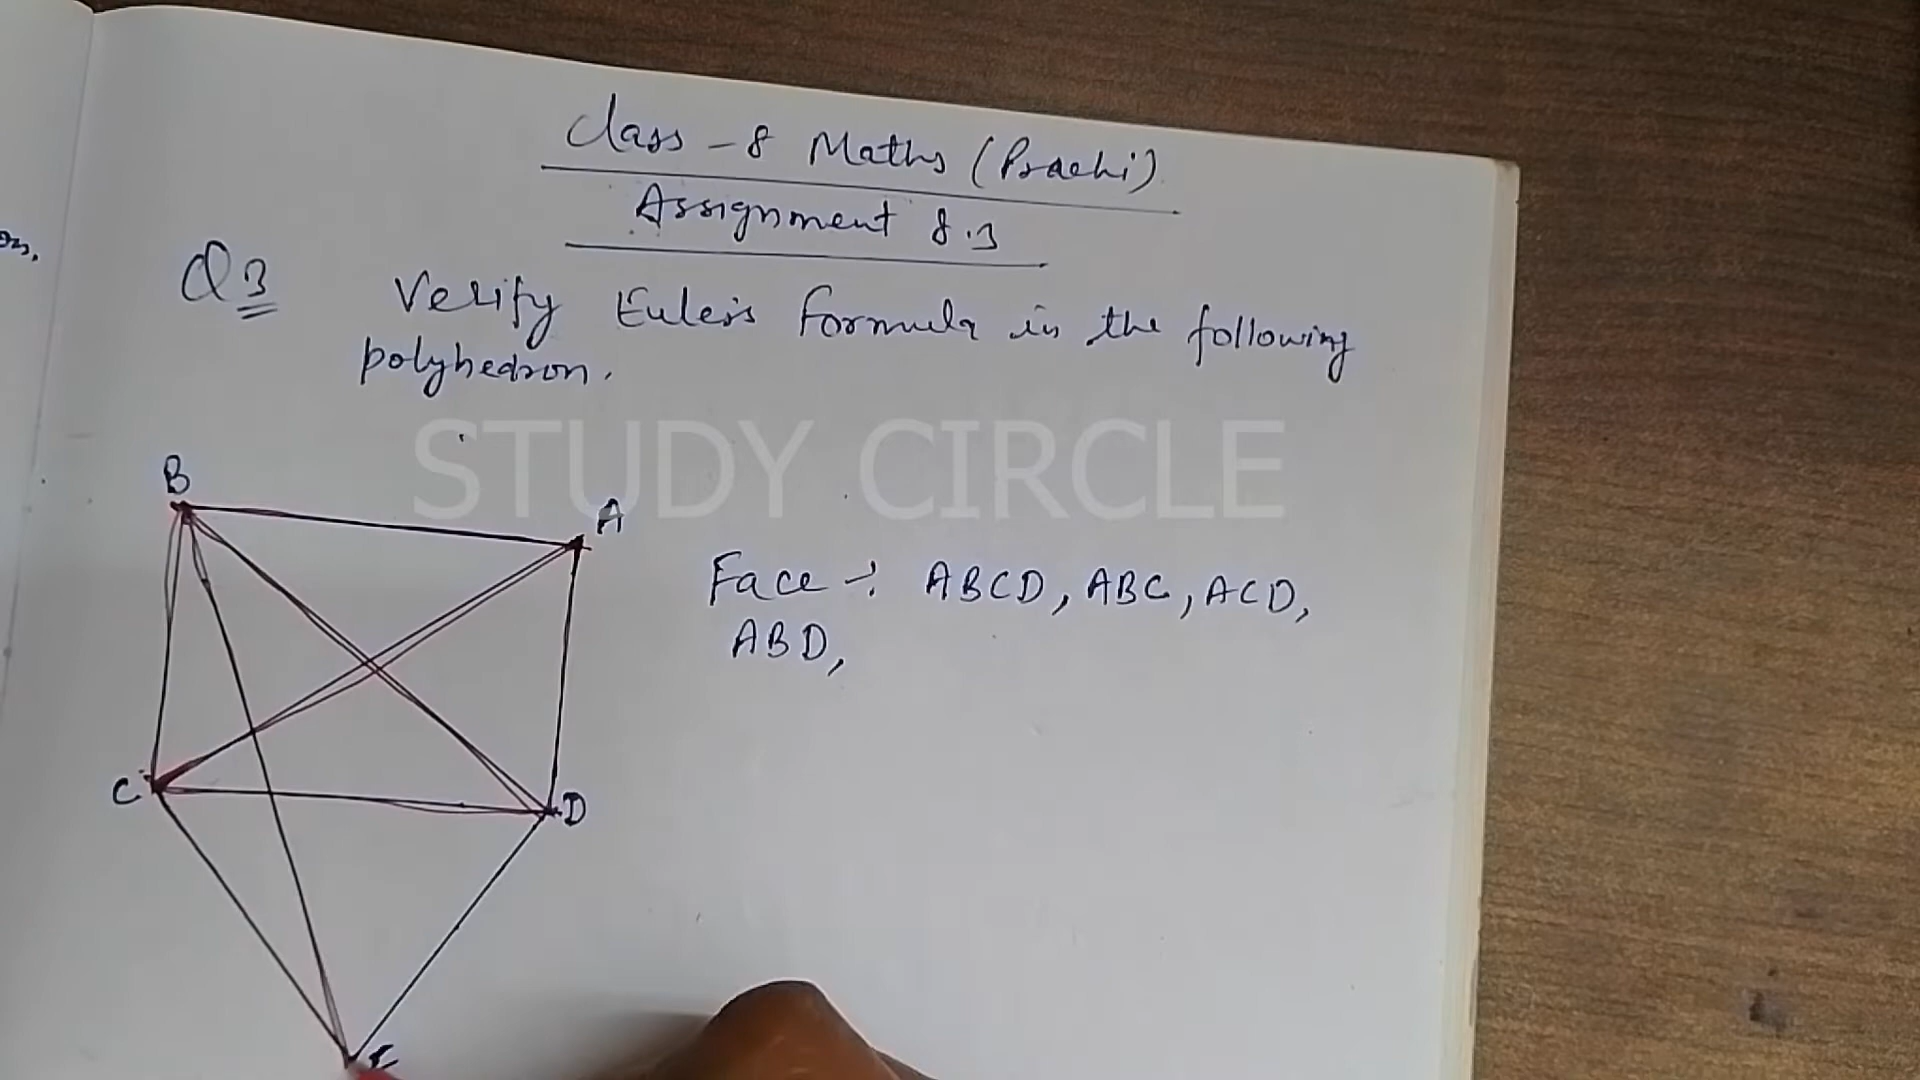 Class - 8 Maths (Prachi)
Assignment 8.3
Q3 Verify Euler's formula in the following
polyhedron.
STUDY CIRCLE
B
A
Face -: ABCD, ABC, ACD,
ABD,
C
D
E